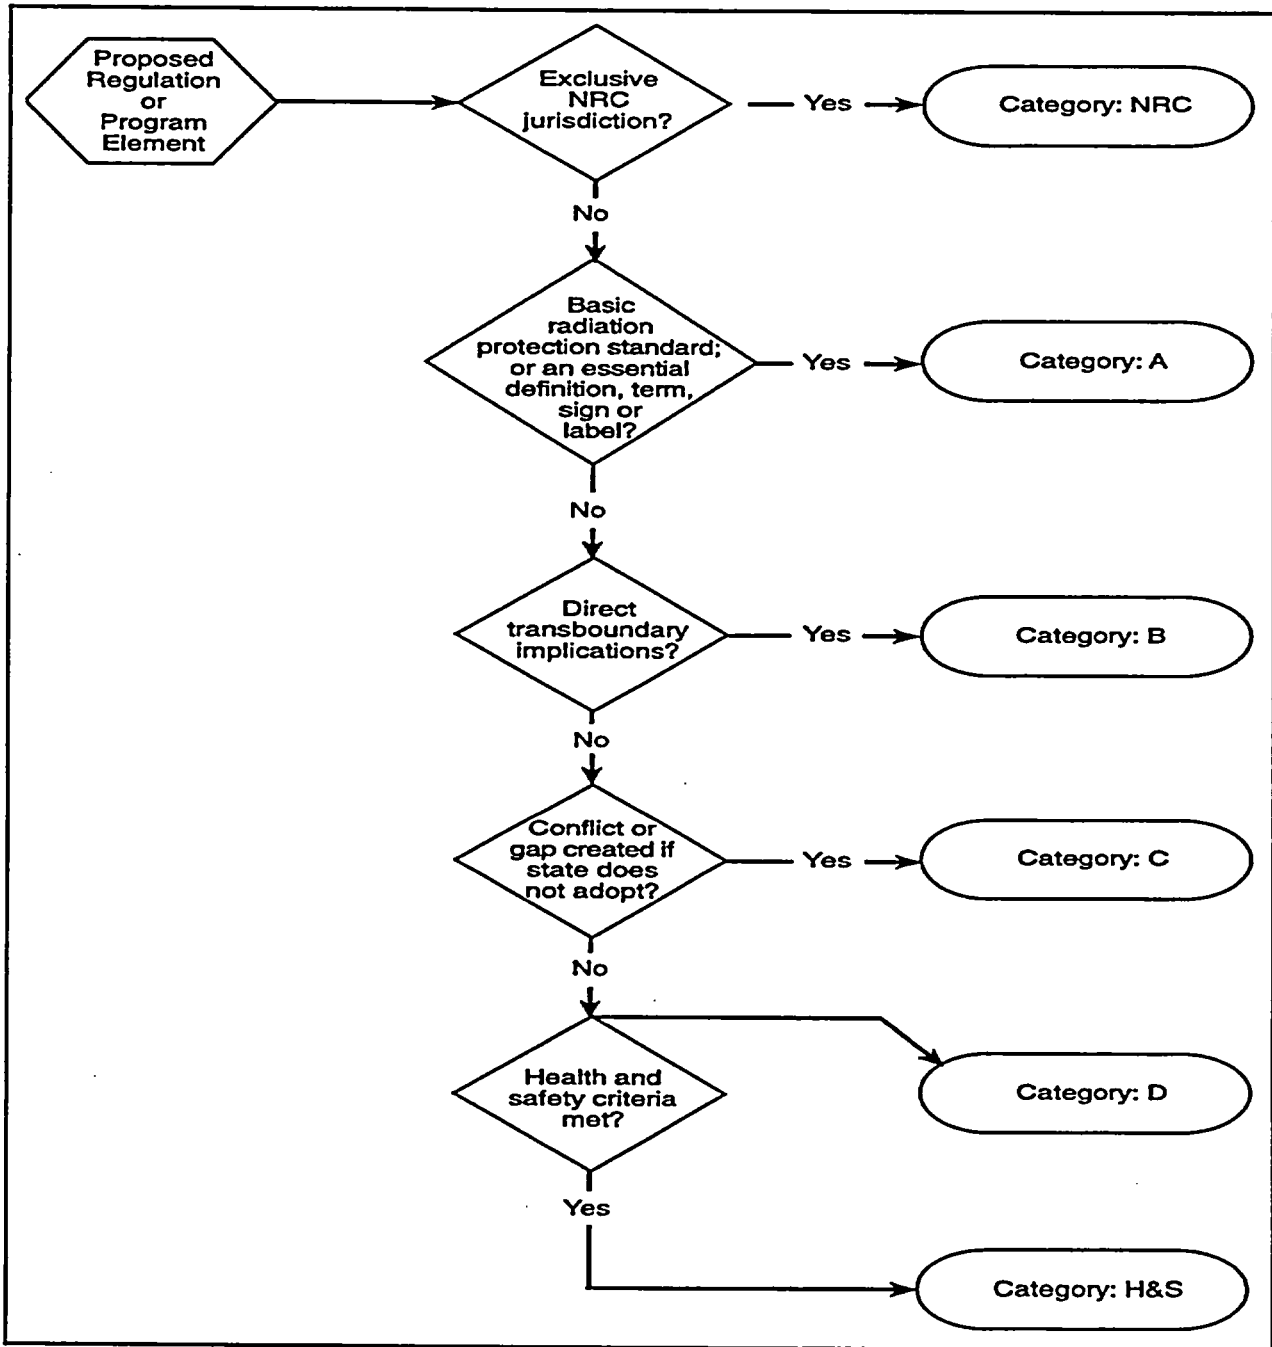 Proposed
Regulation
or
Program
Element
Exclusive
NRC
jurisdiction?
Yes
Category: NRC
No
Basic
radiation
protection standard;
or an essential
definition, term,
sign or
label?
Yes
Category: A
No
Direct
transboundary
implications?
Yes
Category: B
No
Conflict or
gap created if
state does
not adopt?
Yes
Category: C
No
Health and
safety criteria
met?
Category: D
Yes
Category: H&S